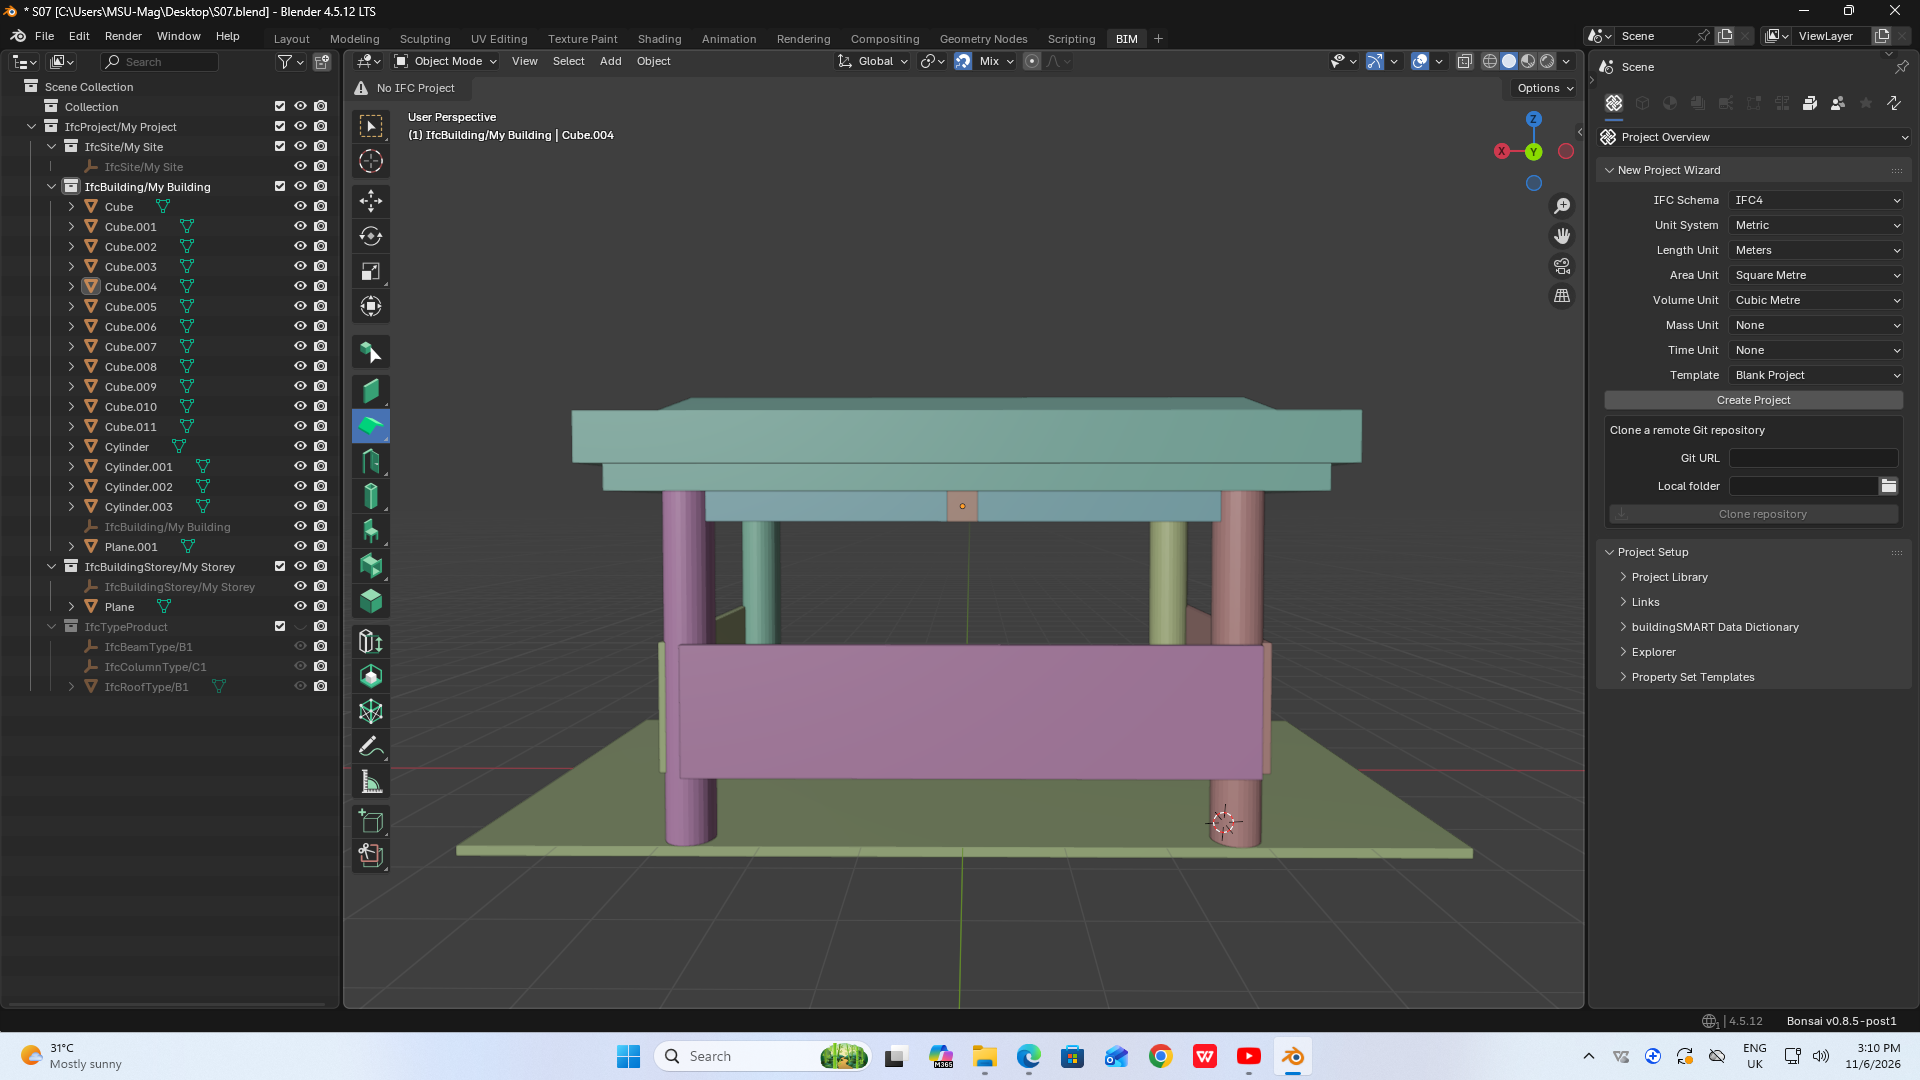 * S07 [C:\Users\MSU-Mag\Desktop\S07.blend] - Blender 4.5.12 LTS
File Edit Render Window Help
Layout Modeling Sculpting UV Editing Texture Paint Shading Animation Rendering Compositing Geometry Nodes Scripting BIM
Scene
ViewLayer
Search
Object Mode View Select Add Object
Global
Mix
Scene
No IFC Project
Options
Scene Collection
Collection
IfcProject/My Project
IfcSite/My Site
IfcSite/My Site
IfcBuilding/My Building
Cube
Cube.001
Cube.002
Cube.003
Cube.004
Cube.005
Cube.006
Cube.007
Cube.008
Cube.009
Cube.010
Cube.011
Cylinder
Cylinder.001
Cylinder.002
Cylinder.003
IfcBuilding/My Building
Plane.001
IfcBuildingStorey/My Storey
IfcBuildingStorey/My Storey
Plane
IfcTypeProduct
IfcBeamType/B1
IfcColumnType/C1
IfcRoofType/B1
User Perspective
(1) IfcBuilding/My Building | Cube.004
Z
X
Y
Project Overview
New Project Wizard
IFC Schema IFC4
Unit System Metric
Length Unit Meters
Area Unit Square Metre
Volume Unit Cubic Metre
Mass Unit None
Time Unit None
Template Blank Project
Create Project
Clone a remote Git repository
Git URL
Local folder
Clone repository
Project Setup
Project Library
Links
buildingSMART Data Dictionary
Explorer
Property Set Templates
4.5.12
Bonsai v0.8.5-post1
31°C
Mostly sunny
Search
M365
ENG
UK
3:10 PM
11/6/2026